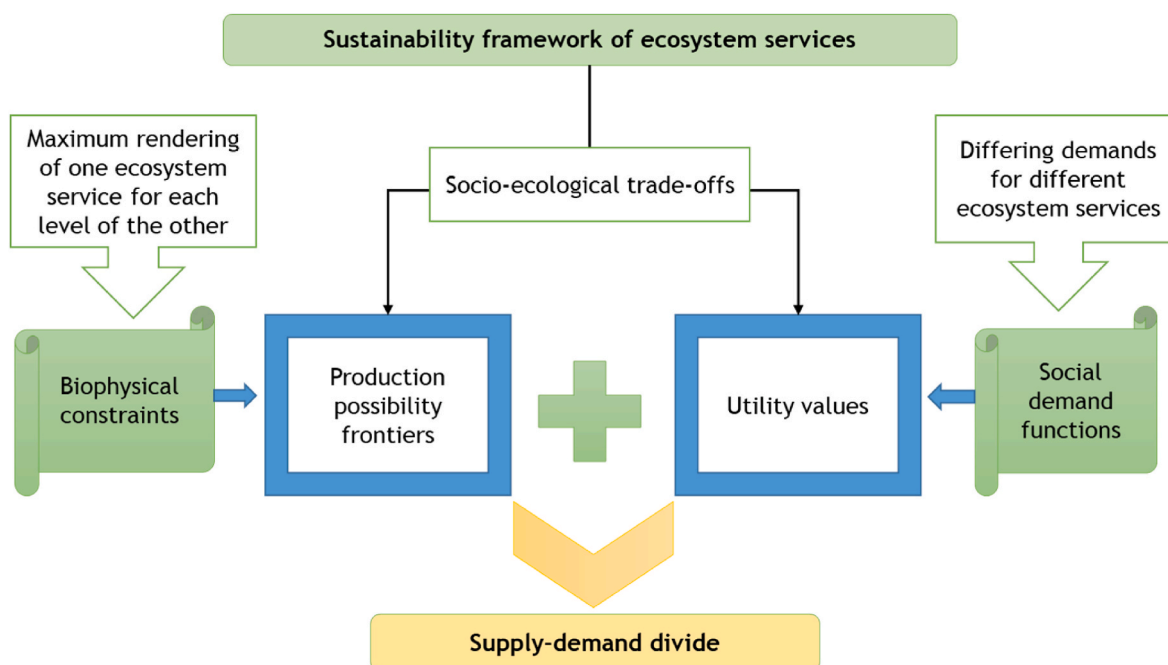 Sustainability framework of ecosystem services
Maximum rendering
of one ecosystem
service for each
level of the other
Socio-ecological trade-offs
Differing demands
for different
ecosystem services
Biophysical
constraints
Production
possibility
frontiers
Utility values
Social
demand
functions
Supply-demand divide